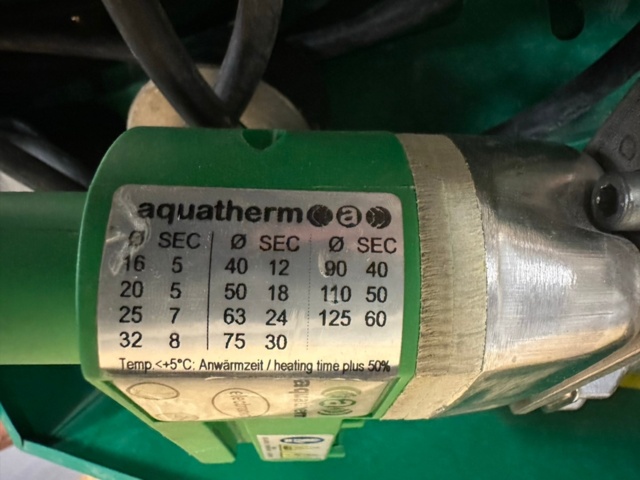 aquatherm a
Ø SEC Ø SEC Ø SEC
16 5 40 12 90 40
20 5 50 18 110 50
25 7 63 24 125 60
32 8 75 30
Temp.<+5°C: Anwärmzeit / heating time plus 50%